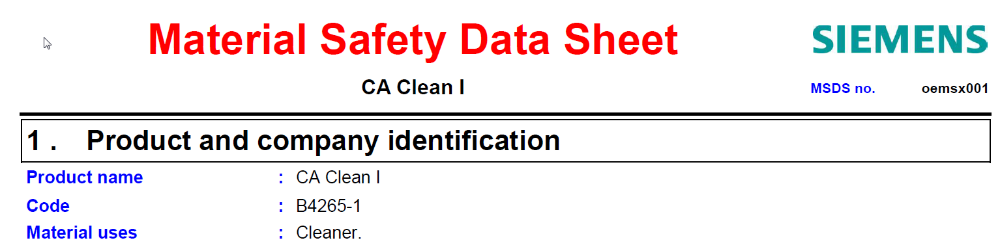 Material Safety Data Sheet
SIEMENS
CA Clean I
MSDS no. oemsx001
1 . Product and company identification
Product name : CA Clean I
Code : B4265-1
Material uses : Cleaner.